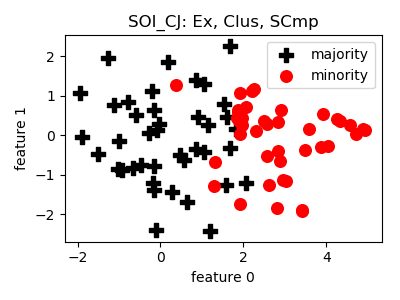 SOI_CJ: Ex, Clus, SCmp
majority
minority
feature 1
2
1
0
−1
−2
−2
0
2
4
feature 0